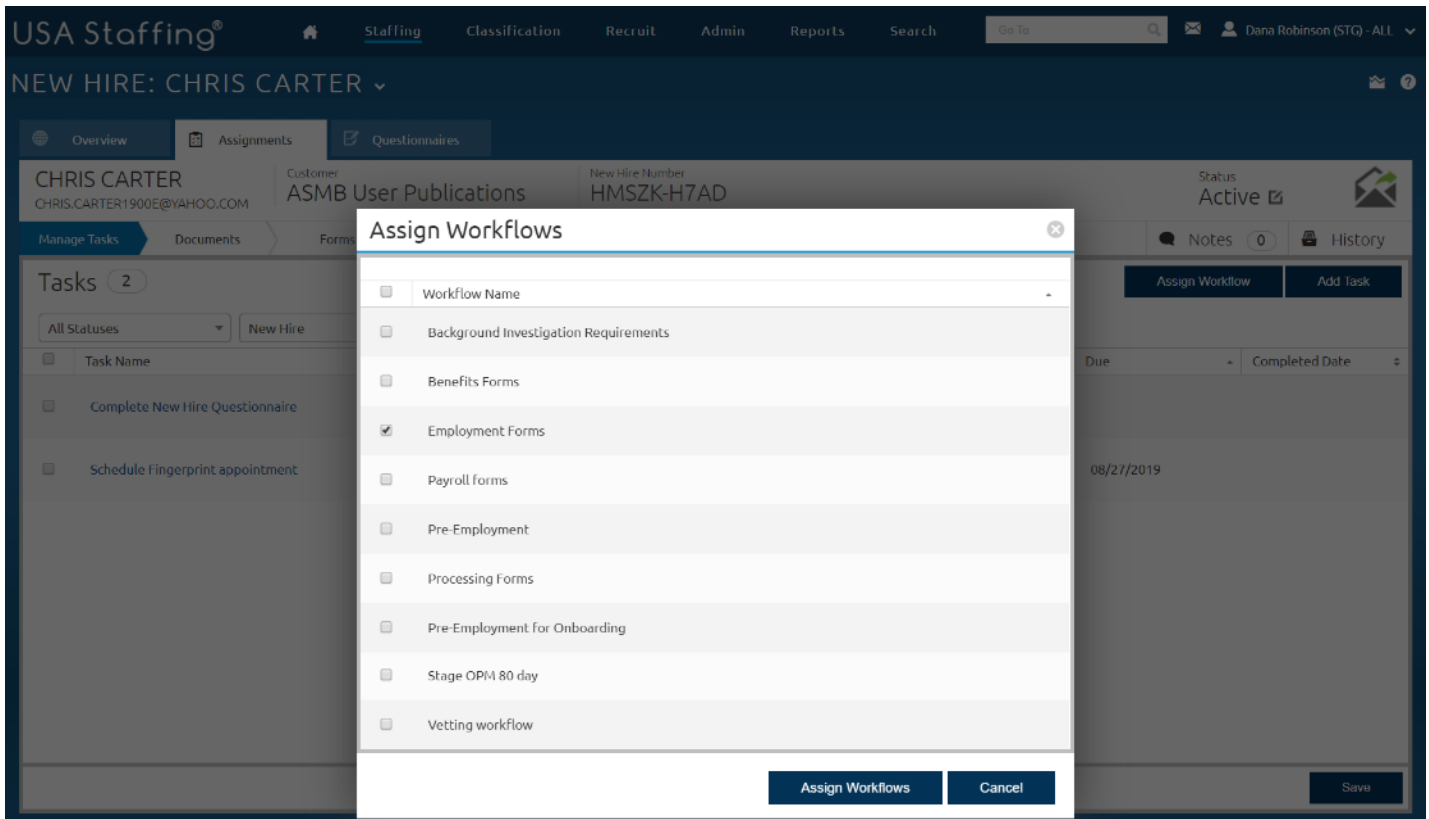 USA Staffing®
Staffing
Classification
Recruit
Admin
Reports
Search
Go To
Dana Robinson (STG) - ALL
NEW HIRE: CHRIS CARTER
Overview
Assignments
Questionnaires
CHRIS CARTER
CHRIS.CARTER1900E@YAHOO.COM
Customer
ASMB User Publications
New Hire Number
HMSZK-H7AD
Status
Active
Manage Tasks
Documents
Forms
Notes 0
History
Tasks 2
Assign Workflow
Add Task
All Statuses
New Hire
Task Name
Due
Completed Date
Complete New Hire Questionnaire
Schedule Fingerprint appointment
08/27/2019
Save
Assign Workflows
Workflow Name
Background Investigation Requirements
Benefits Forms
Employment Forms
Payroll forms
Pre-Employment
Processing Forms
Pre-Employment for Onboarding
Stage OPM 80 day
Vetting workflow
Assign Workflows
Cancel